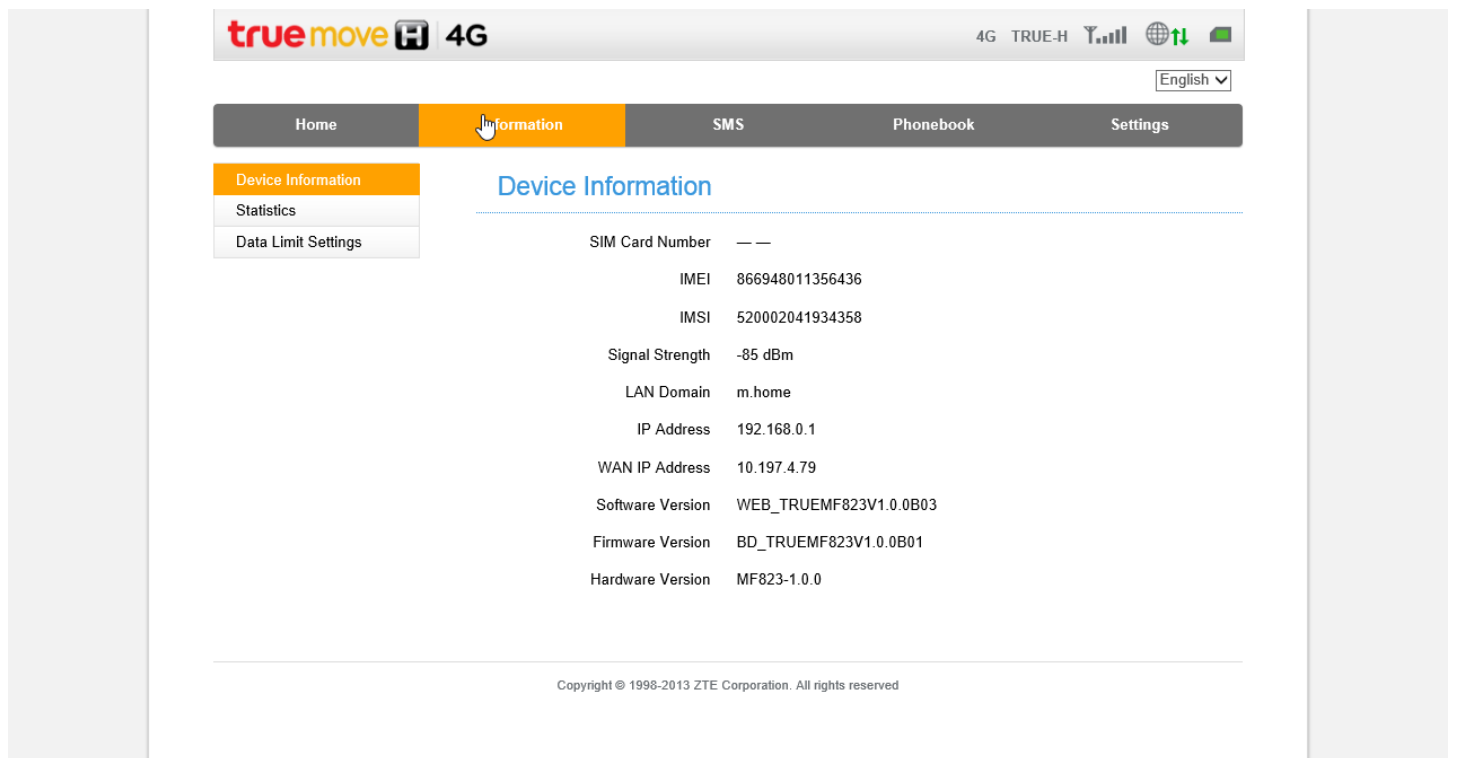 truemove H 4G
4G TRUE-H
English
Home Information SMS Phonebook Settings
Device Information
Statistics
Data Limit Settings
Device Information
SIM Card Number — —
IMEI 866948011356436
IMSI 520002041934358
Signal Strength -85 dBm
LAN Domain m.home
IP Address 192.168.0.1
WAN IP Address 10.197.4.79
Software Version WEB_TRUEMF823V1.0.0B03
Firmware Version BD_TRUEMF823V1.0.0B01
Hardware Version MF823-1.0.0
Copyright © 1998-2013 ZTE Corporation. All rights reserved